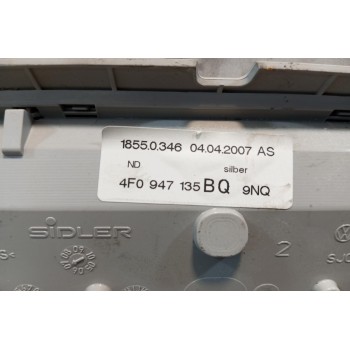 1855.0.346 04.04.2007 AS
ND silber
4F0 947 135 BQ 9NQ
SiDLER
2